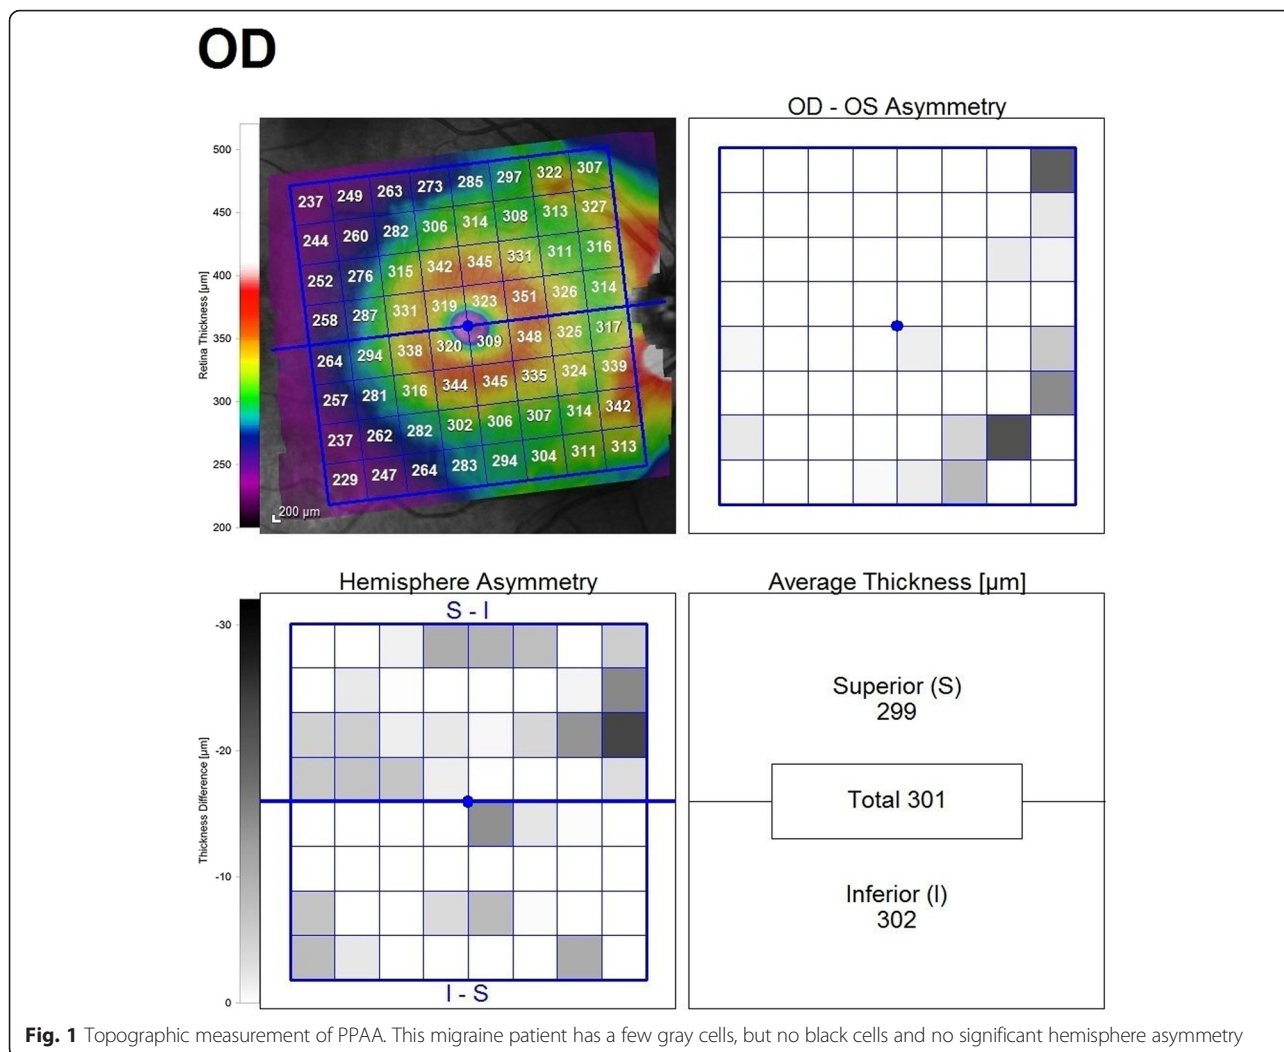 OD
OD - OS Asymmetry
Retina Thickness [µm]
500
450
400
350
300
250
200
237 249 263 273 285 297 322 307
244 260 282 306 314 308 313 327
252 276 315 342 345 331 311 316
258 287 331 319 323 351 326 314
264 294 338 320 309 348 325 317
257 281 316 344 345 335 324 339
237 262 282 302 306 307 314 342
229 247 264 283 294 304 311 313
200 µm
Hemisphere Asymmetry
S - I
Thickness Difference [µm]
-30
-20
-10
0
I - S
Average Thickness [µm]
Superior (S)
299
Total 301
Inferior (I)
302
Fig. 1 Topographic measurement of PPAA. This migraine patient has a few gray cells, but no black cells and no significant hemisphere asymmetry